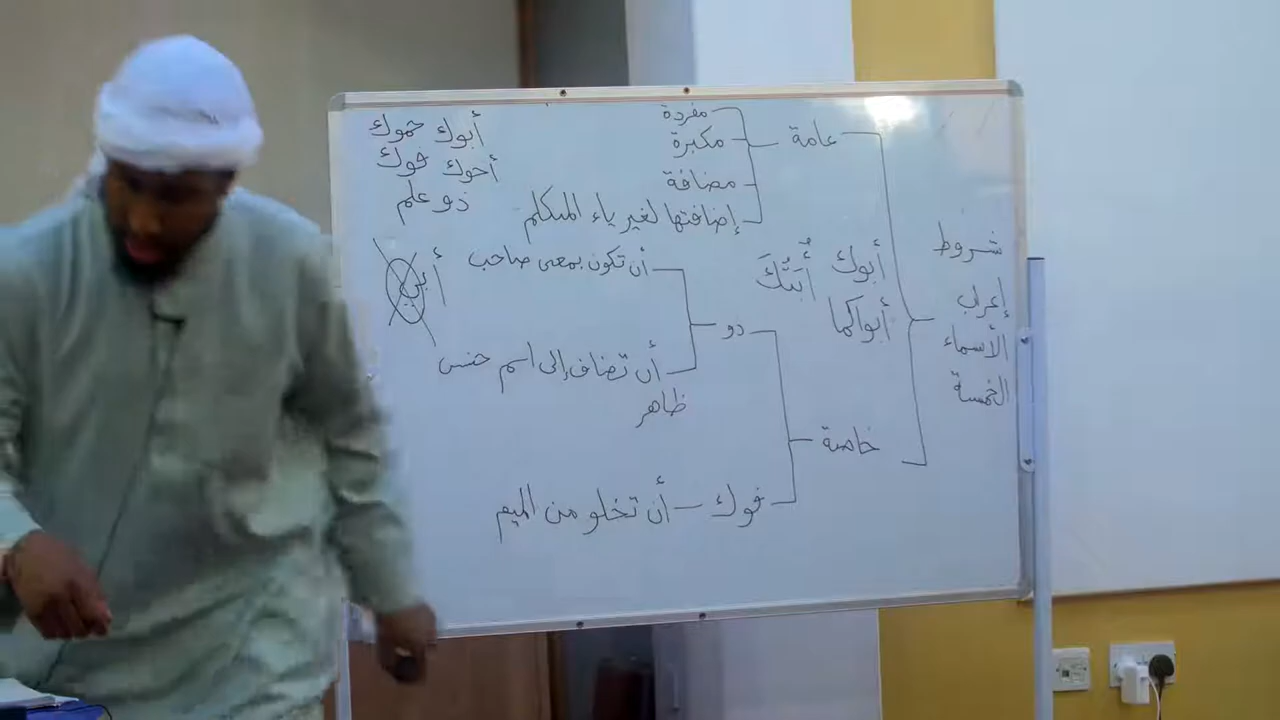 شروط
إعراب
الأسماء
الخمسة
عامة
مفردة
مكبرة
مضافة
إضافتها لغير ياء المتكلم
أبوك حموك
أخوك فوك
ذو علم
أبي
أبوك أُبَيُّكَ
أبواكما
خاصة
ذو
أن تكون بمعنى صاحب
أن تضاف إلى اسم جنس
ظاهر
فوك – أن تخلو من الميم